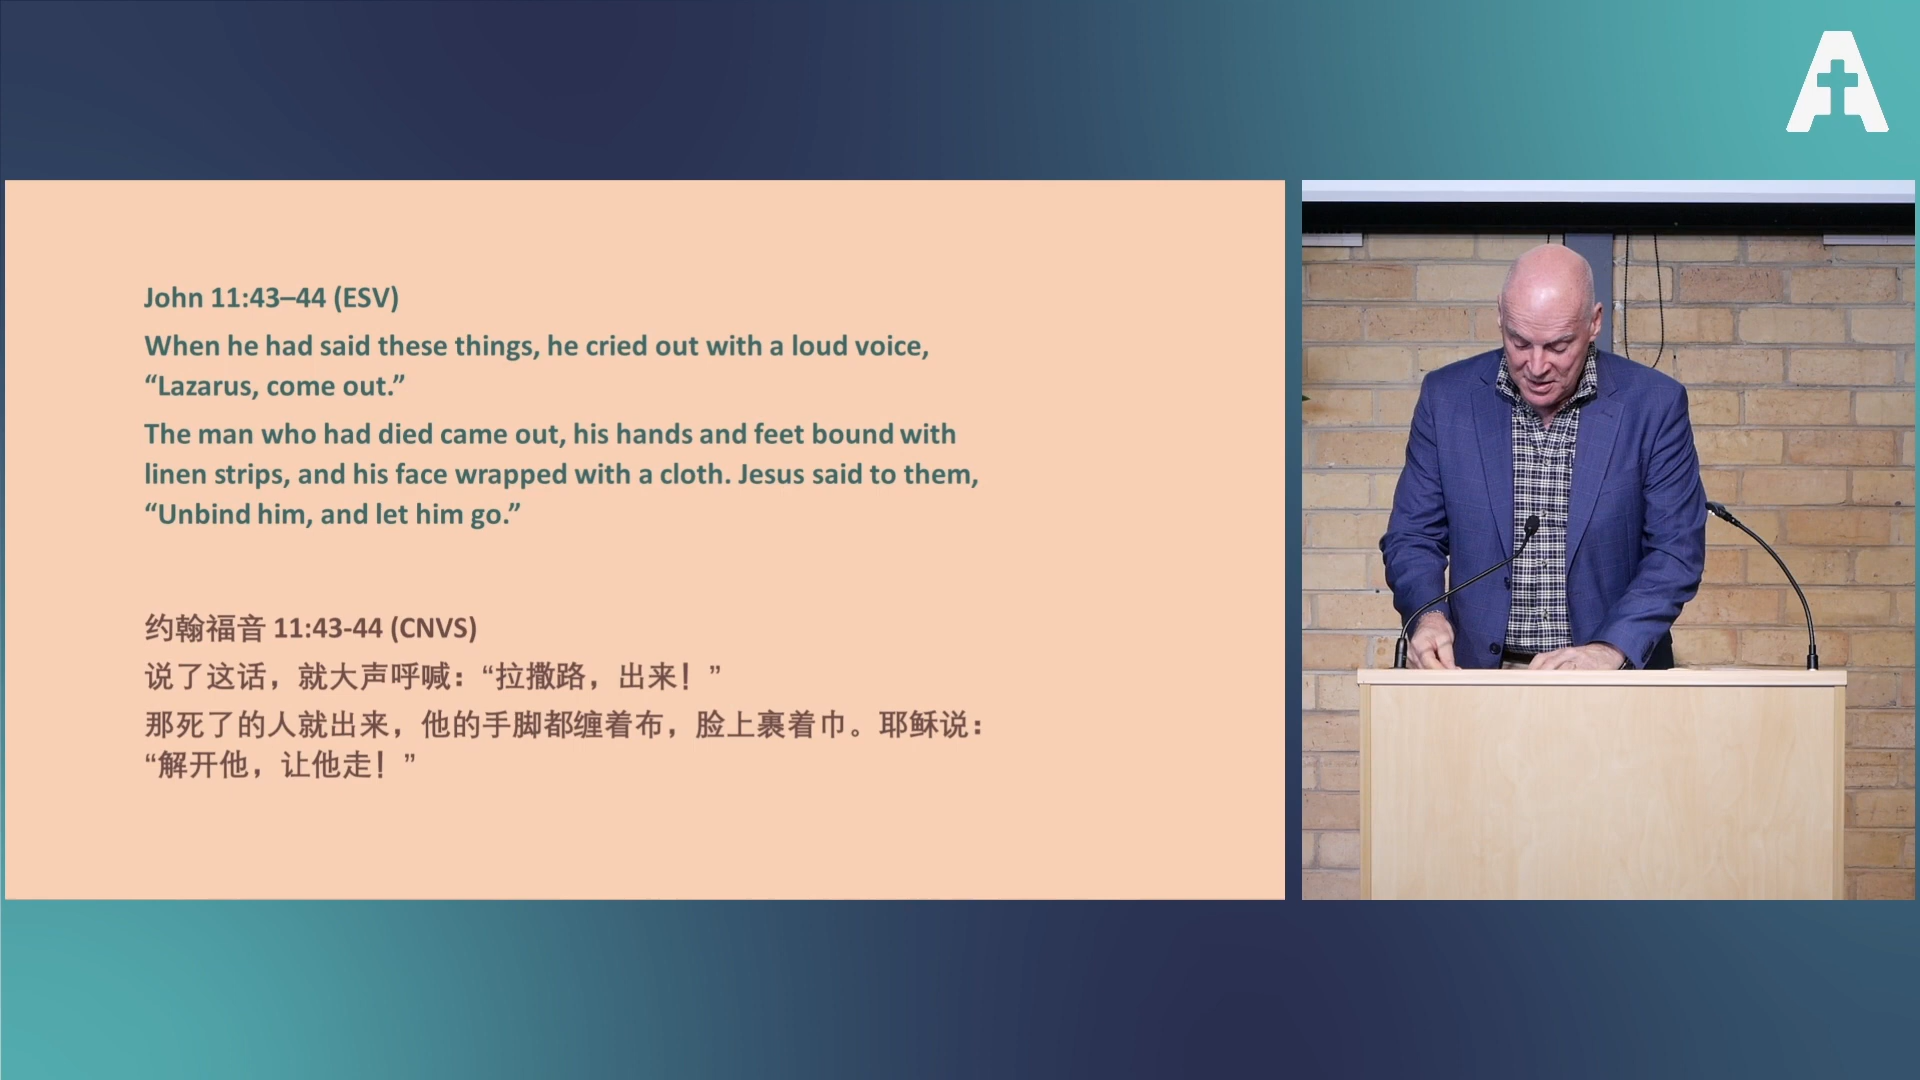 John 11:43–44 (ESV)
When he had said these things, he cried out with a loud voice,
“Lazarus, come out.”
The man who had died came out, his hands and feet bound with
linen strips, and his face wrapped with a cloth. Jesus said to them,
“Unbind him, and let him go.”
约翰福音 11:43-44 (CNVS)
说了这话，就大声呼喊：“拉撒路，出来！”
那死了的人就出来，他的手脚都缠着布，脸上裹着巾。耶稣说：
“解开他，让他走！”